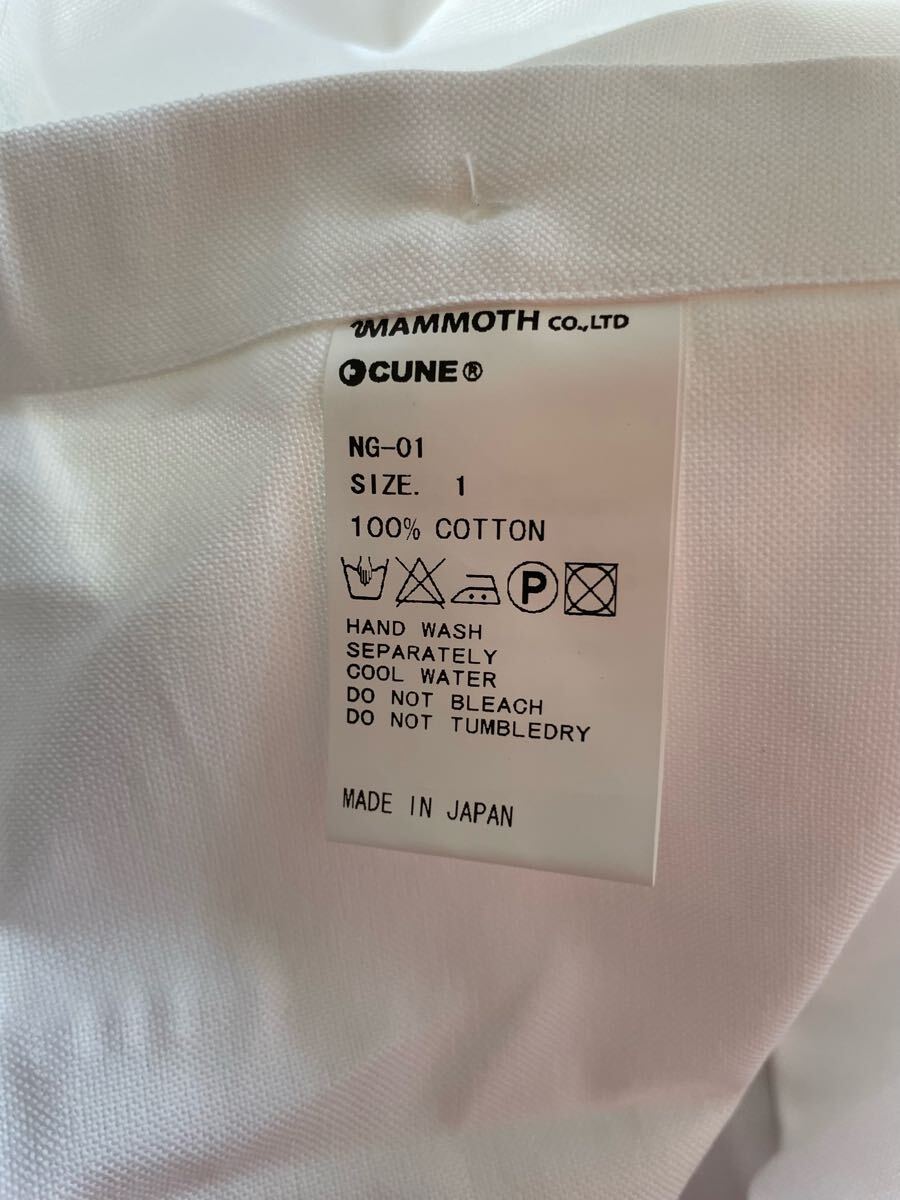 MAMMOTH CO.,LTD
CUNE®
NG-01
SIZE. 1
100% COTTON
P
HAND WASH
SEPARATELY
COOL WATER
DO NOT BLEACH
DO NOT TUMBLEDRY
MADE IN JAPAN